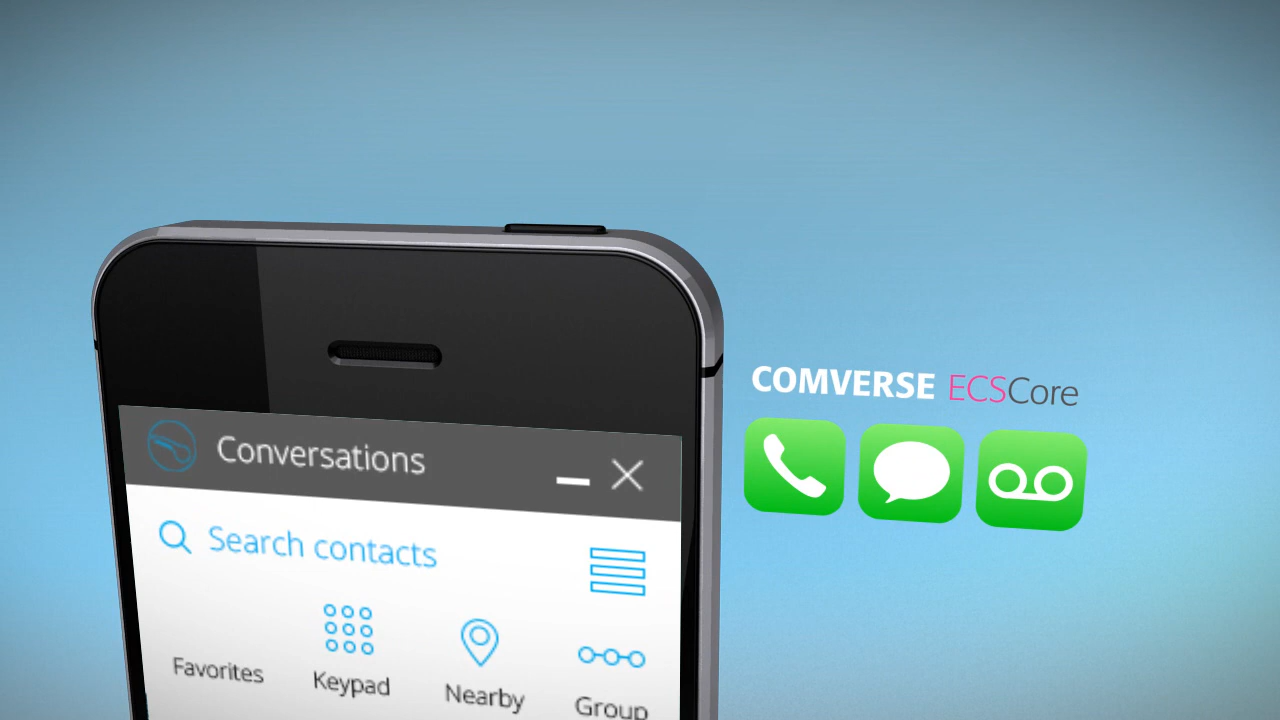 COMVERSE ECSCore
Conversations
Search contacts
Favorites
Keypad
Nearby
Group